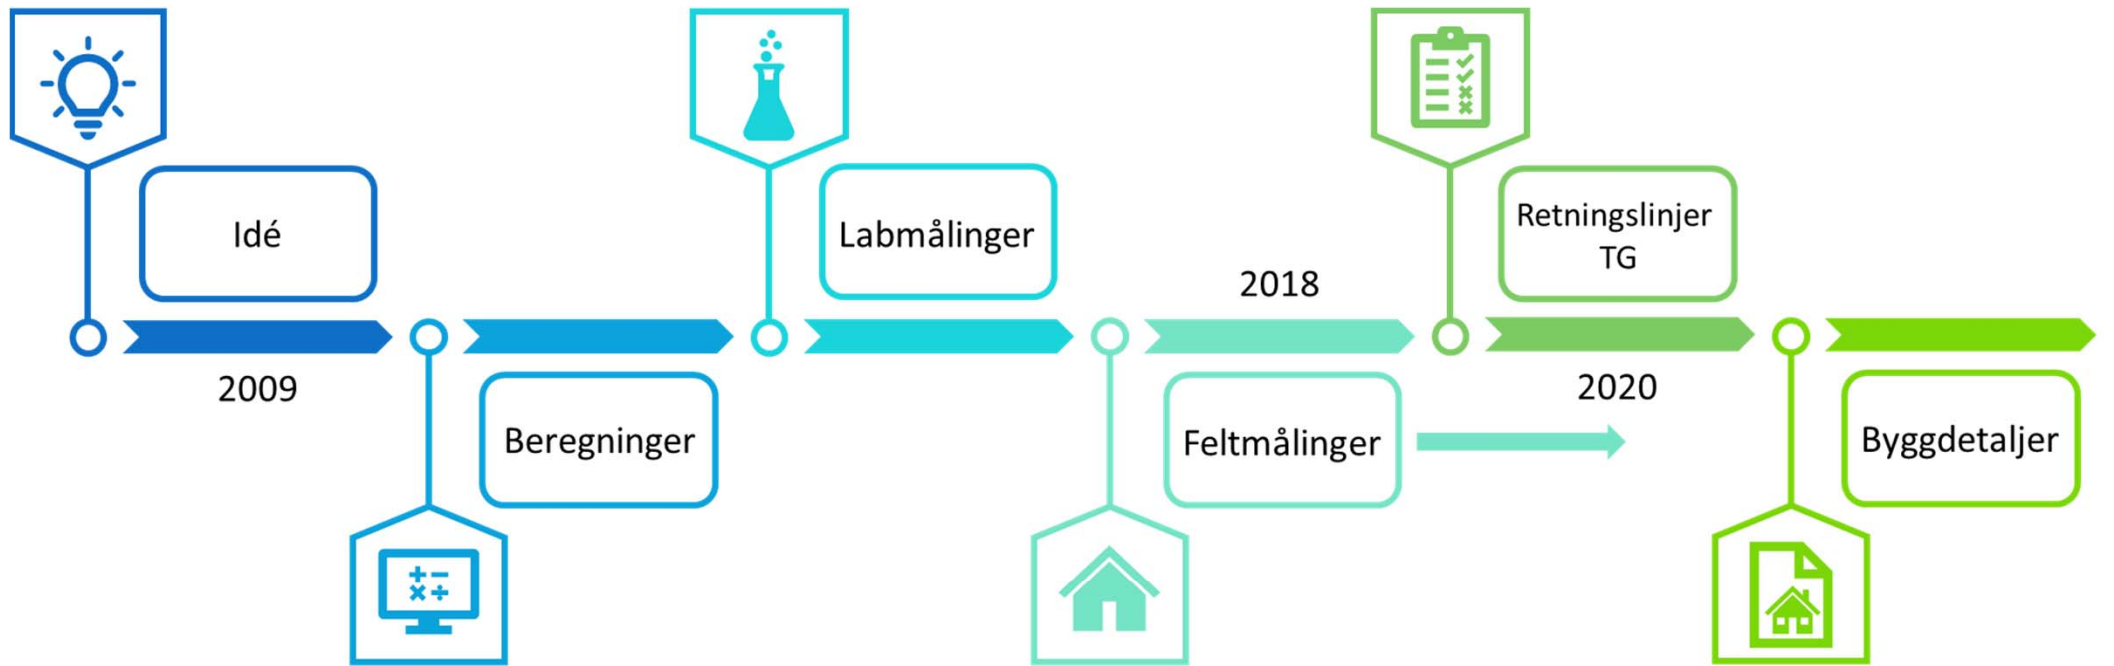 Idé
2009
Beregninger
Labmålinger
2018
Feltmålinger
Retningslinjer
TG
2020
Byggdetaljer